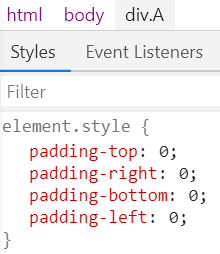 html body div.A
Styles Event Listeners
Filter
element.style {
padding-top: 0;
padding-right: 0;
padding-bottom: 0;
padding-left: 0;
}